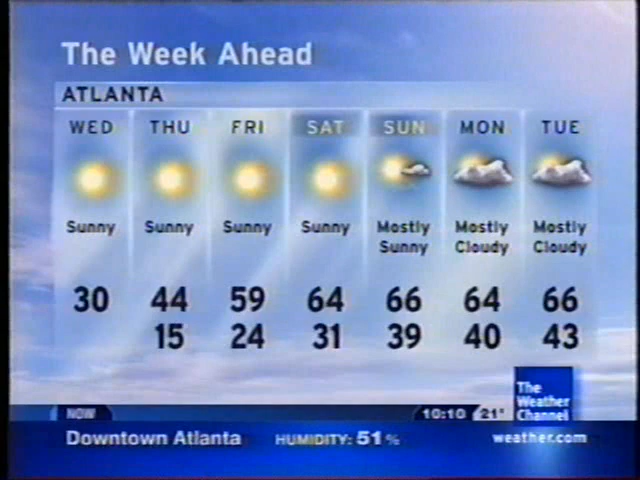 The Week Ahead
ATLANTA
WED THU FRI SAT SUN MON TUE
Sunny Sunny Sunny Sunny Mostly Sunny Mostly Cloudy Mostly Cloudy
30 44 59 64 66 64 66
15 24 31 39 40 43
The Weather Channel
NOW 10:10 21°
Downtown Atlanta HUMIDITY: 51% weather.com